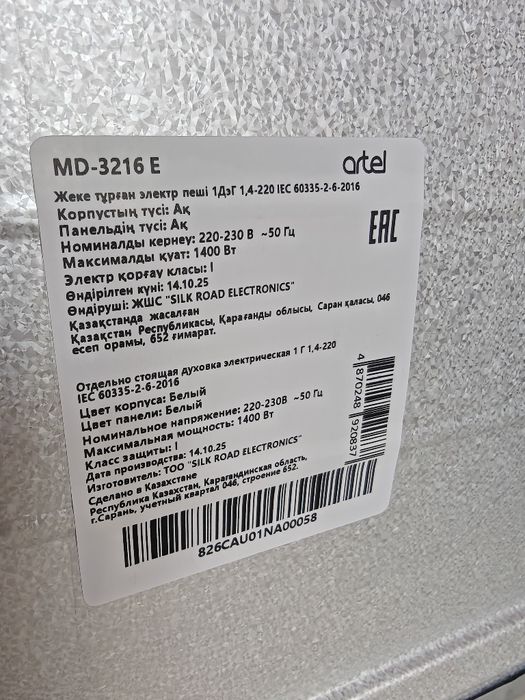 MD-3216 E
artel
Жеке тұрған электр пеші 1ДэГ 1,4-220 IEC 60335-2-6-2016
Корпустың түсі: Ақ
Панельдің түсі: Ақ
Номиналды кернеу: 220-230 В ~50 Гц
Максималды қуат: 1400 Вт
Электр қорғау класы: I
Өндірілген күні: 14.10.25
Өндіруші: ЖШС "SILK ROAD ELECTRONICS"
Қазақстанда жасалған
Қазақстан Республикасы, Қарағанды облысы, Саран қаласы, 046
есеп орамы, 652 ғимарат.
EAC
Отдельно стоящая духовка электрическая 1 Г 1,4-220
IEC 60335-2-6-2016
Цвет корпуса: Белый
Цвет панели: Белый
Номинальное напряжение: 220-230В ~50 Гц
Максимальная мощность: 1400 Вт
Класс защиты: I
Дата производства: 14.10.25
Изготовитель: ТОО "SILK ROAD ELECTRONICS"
Сделано в Казахстане
Республика Казахстан, Карагандинская область,
г.Сарань, учетный квартал 046, строение 652.
4 870248 920837
826CAU01NA00058